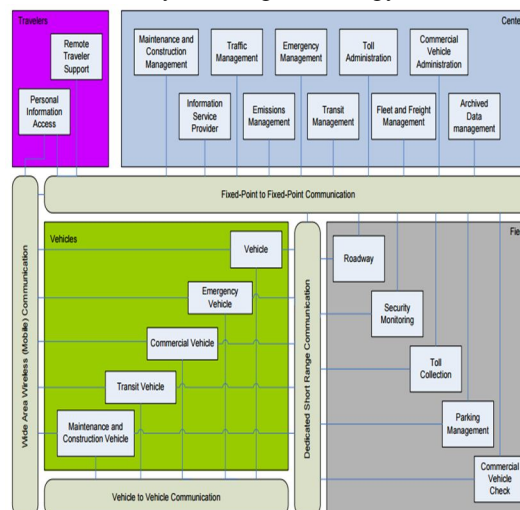 Travelers
Remote
Traveler
Support
Personal
Information
Access
Maintenance and
Construction
Management
Traffic
Management
Emergency
Management
Toll
Administration
Commercial
Vehicle
Administration
Information
Service
Provider
Emissions
Management
Transit
Management
Fleet and Freight
Management
Archived
Data
management
Fixed-Point to Fixed-Point Communication
Wide Area Wireless (Mobile) Communication
Vehicles
Vehicle
Emergency
Vehicle
Commercial Vehicle
Transit Vehicle
Maintenance and
Construction Vehicle
Vehicle to Vehicle Communication
Dedicated Short Range Communication
Roadway
Security
Monitoring
Toll
Collection
Parking
Management
Commercial
Vehicle
Check